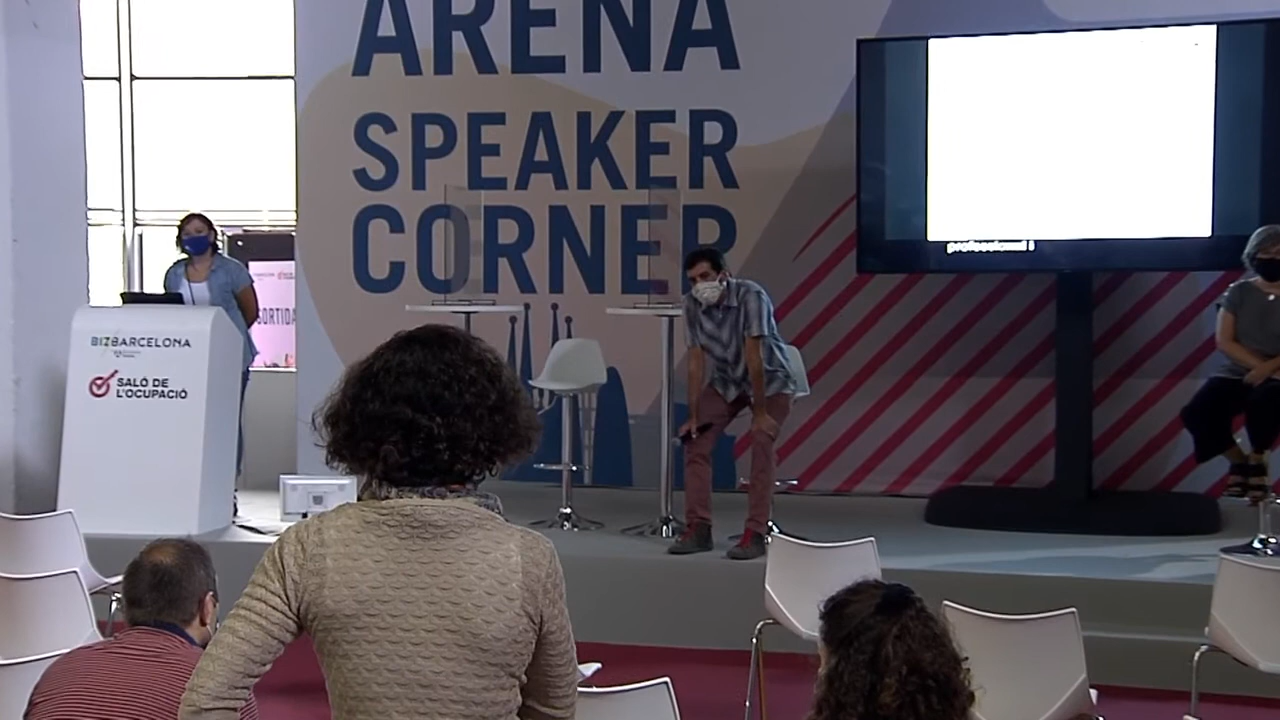 ARENA
SPEAKER
CORNER
professional i
BIZBARCELONA
SALÓ DE
L'OCUPACIÓ
SORTIDA